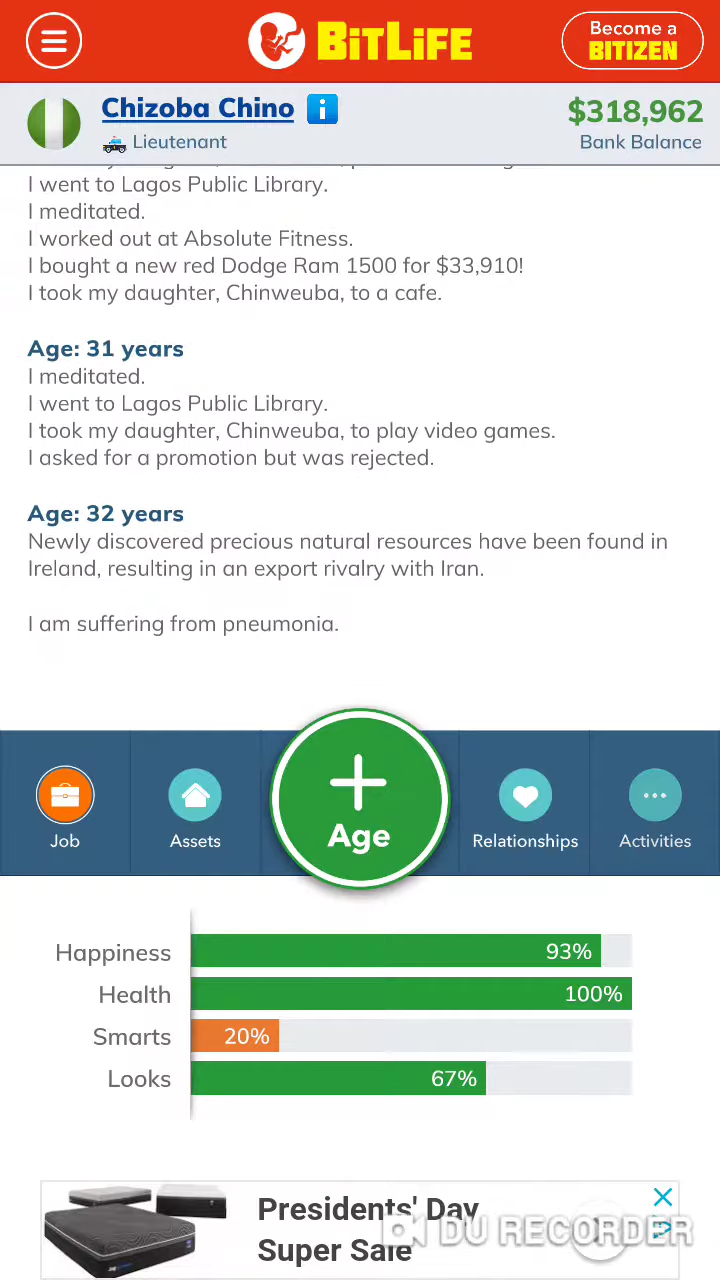 BITLIFE
Become a
BITIZEN
Chizoba Chino
$318,962
Lieutenant
Bank Balance
I went to Lagos Public Library.
I meditated.
I worked out at Absolute Fitness.
I bought a new red Dodge Ram 1500 for $33,910!
I took my daughter, Chinweuba, to a cafe.
Age: 31 years
I meditated.
I went to Lagos Public Library.
I took my daughter, Chinweuba, to play video games.
I asked for a promotion but was rejected.
Age: 32 years
Newly discovered precious natural resources have been found in
Ireland, resulting in an export rivalry with Iran.
I am suffering from pneumonia.
Job
Assets
Age
Relationships
Activities
Happiness 93%
Health 100%
Smarts 20%
Looks 67%
Presidents' Day
Super Sale
DU RECORDER